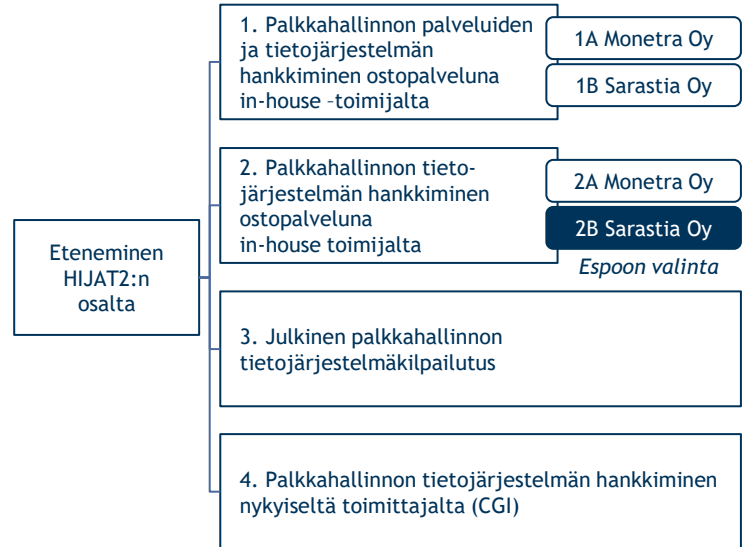 1. Palkkahallinnon palveluiden
ja tietojärjestelmän
hankkiminen ostopalveluna
in-house –toimijalta
1A Monetra Oy
1B Sarastia Oy
2. Palkkahallinnon tieto-
järjestelmän hankkiminen
ostopalveluna
in-house toimijalta
2A Monetra Oy
2B Sarastia Oy
Espoon valinta
Eteneminen
HIJAT2:n
osalta
3. Julkinen palkkahallinnon
tietojärjestelmäkilpailutus
4. Palkkahallinnon tietojärjestelmän hankkiminen
nykyiseltä toimittajalta (CGI)